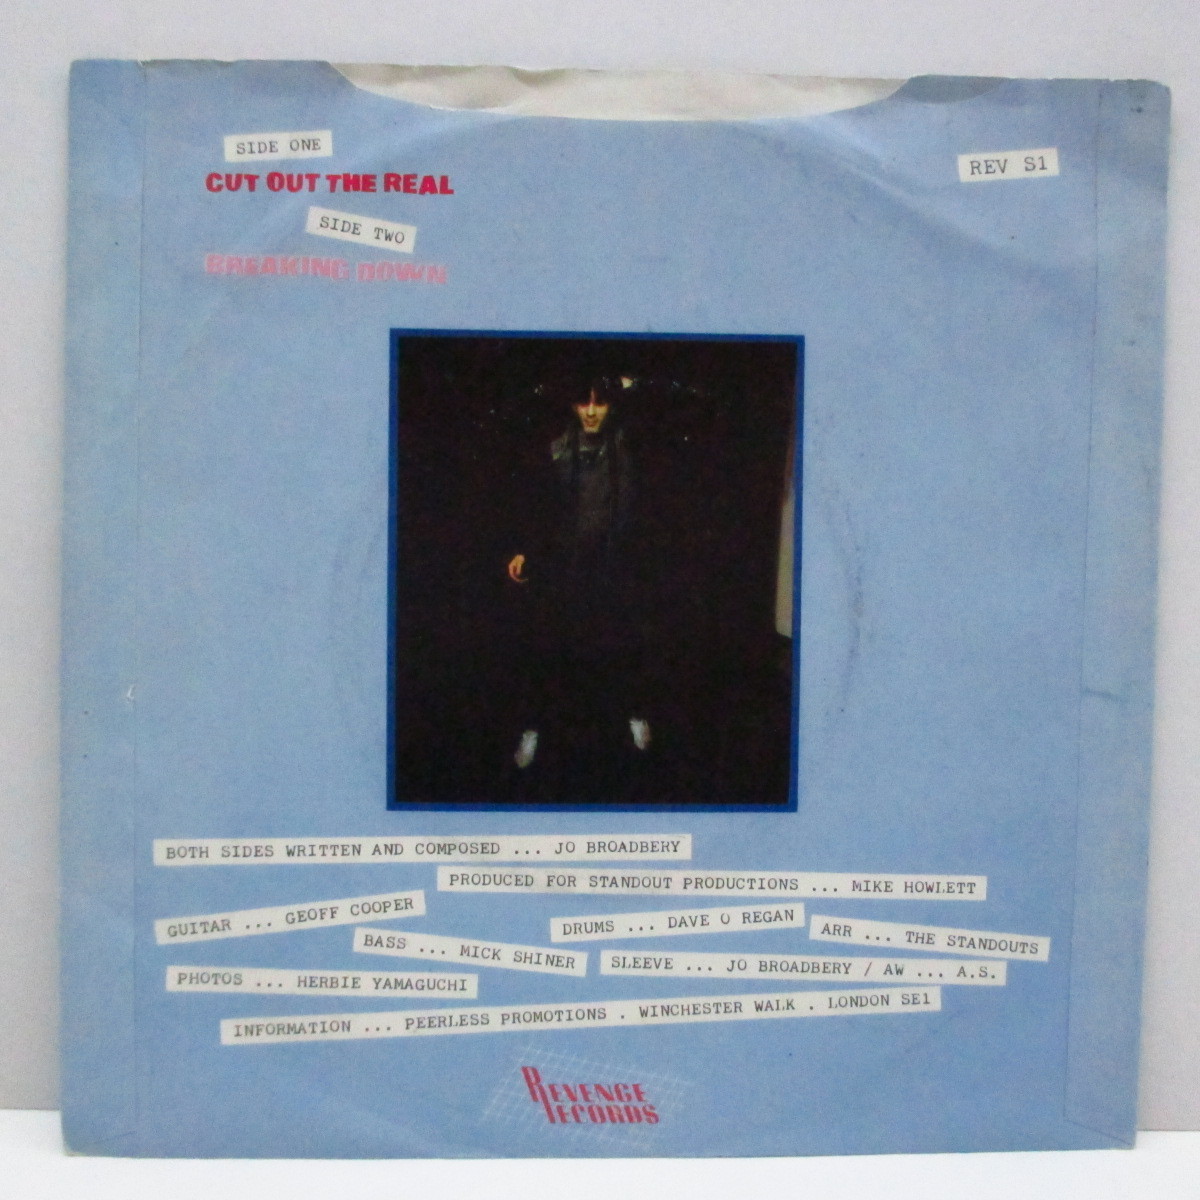 SIDE ONE
REV S1
CUT OUT THE REAL
SIDE TWO
BREAKING DOWN
BOTH SIDES WRITTEN AND COMPOSED ... JO BROADBERY
PRODUCED FOR STANDOUT PRODUCTIONS ... MIKE HOWLETT
GUITAR ... GEOFF COOPER
DRUMS ... DAVE O REGAN
ARR ... THE STANDOUTS
BASS ... MICK SHINER
SLEEVE ... JO BROADBERY / AW ... A.S.
PHOTOS ... HERBIE YAMAGUCHI
INFORMATION ... PEERLESS PROMOTIONS . WINCHESTER WALK . LONDON SE1
REVENGE
RECORDS